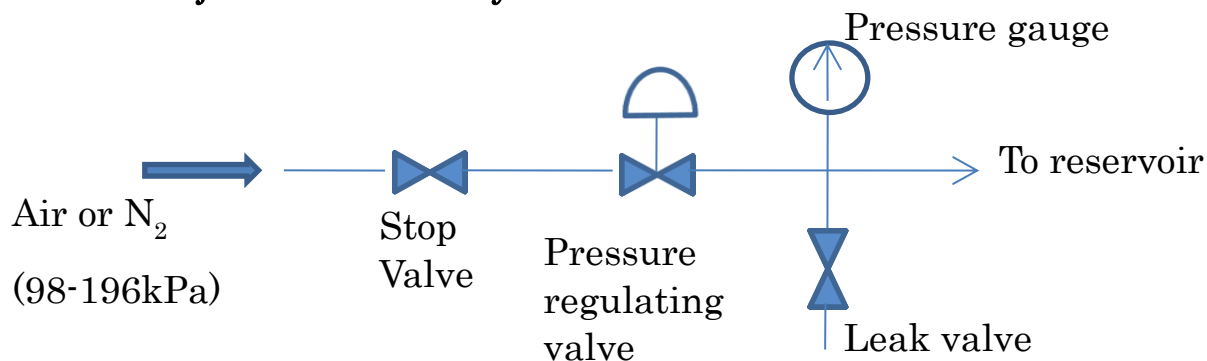 Pressure gauge
To reservoir
Air or N₂
(98-196kPa)
Stop
Valve
Pressure
regulating
valve
Leak valve